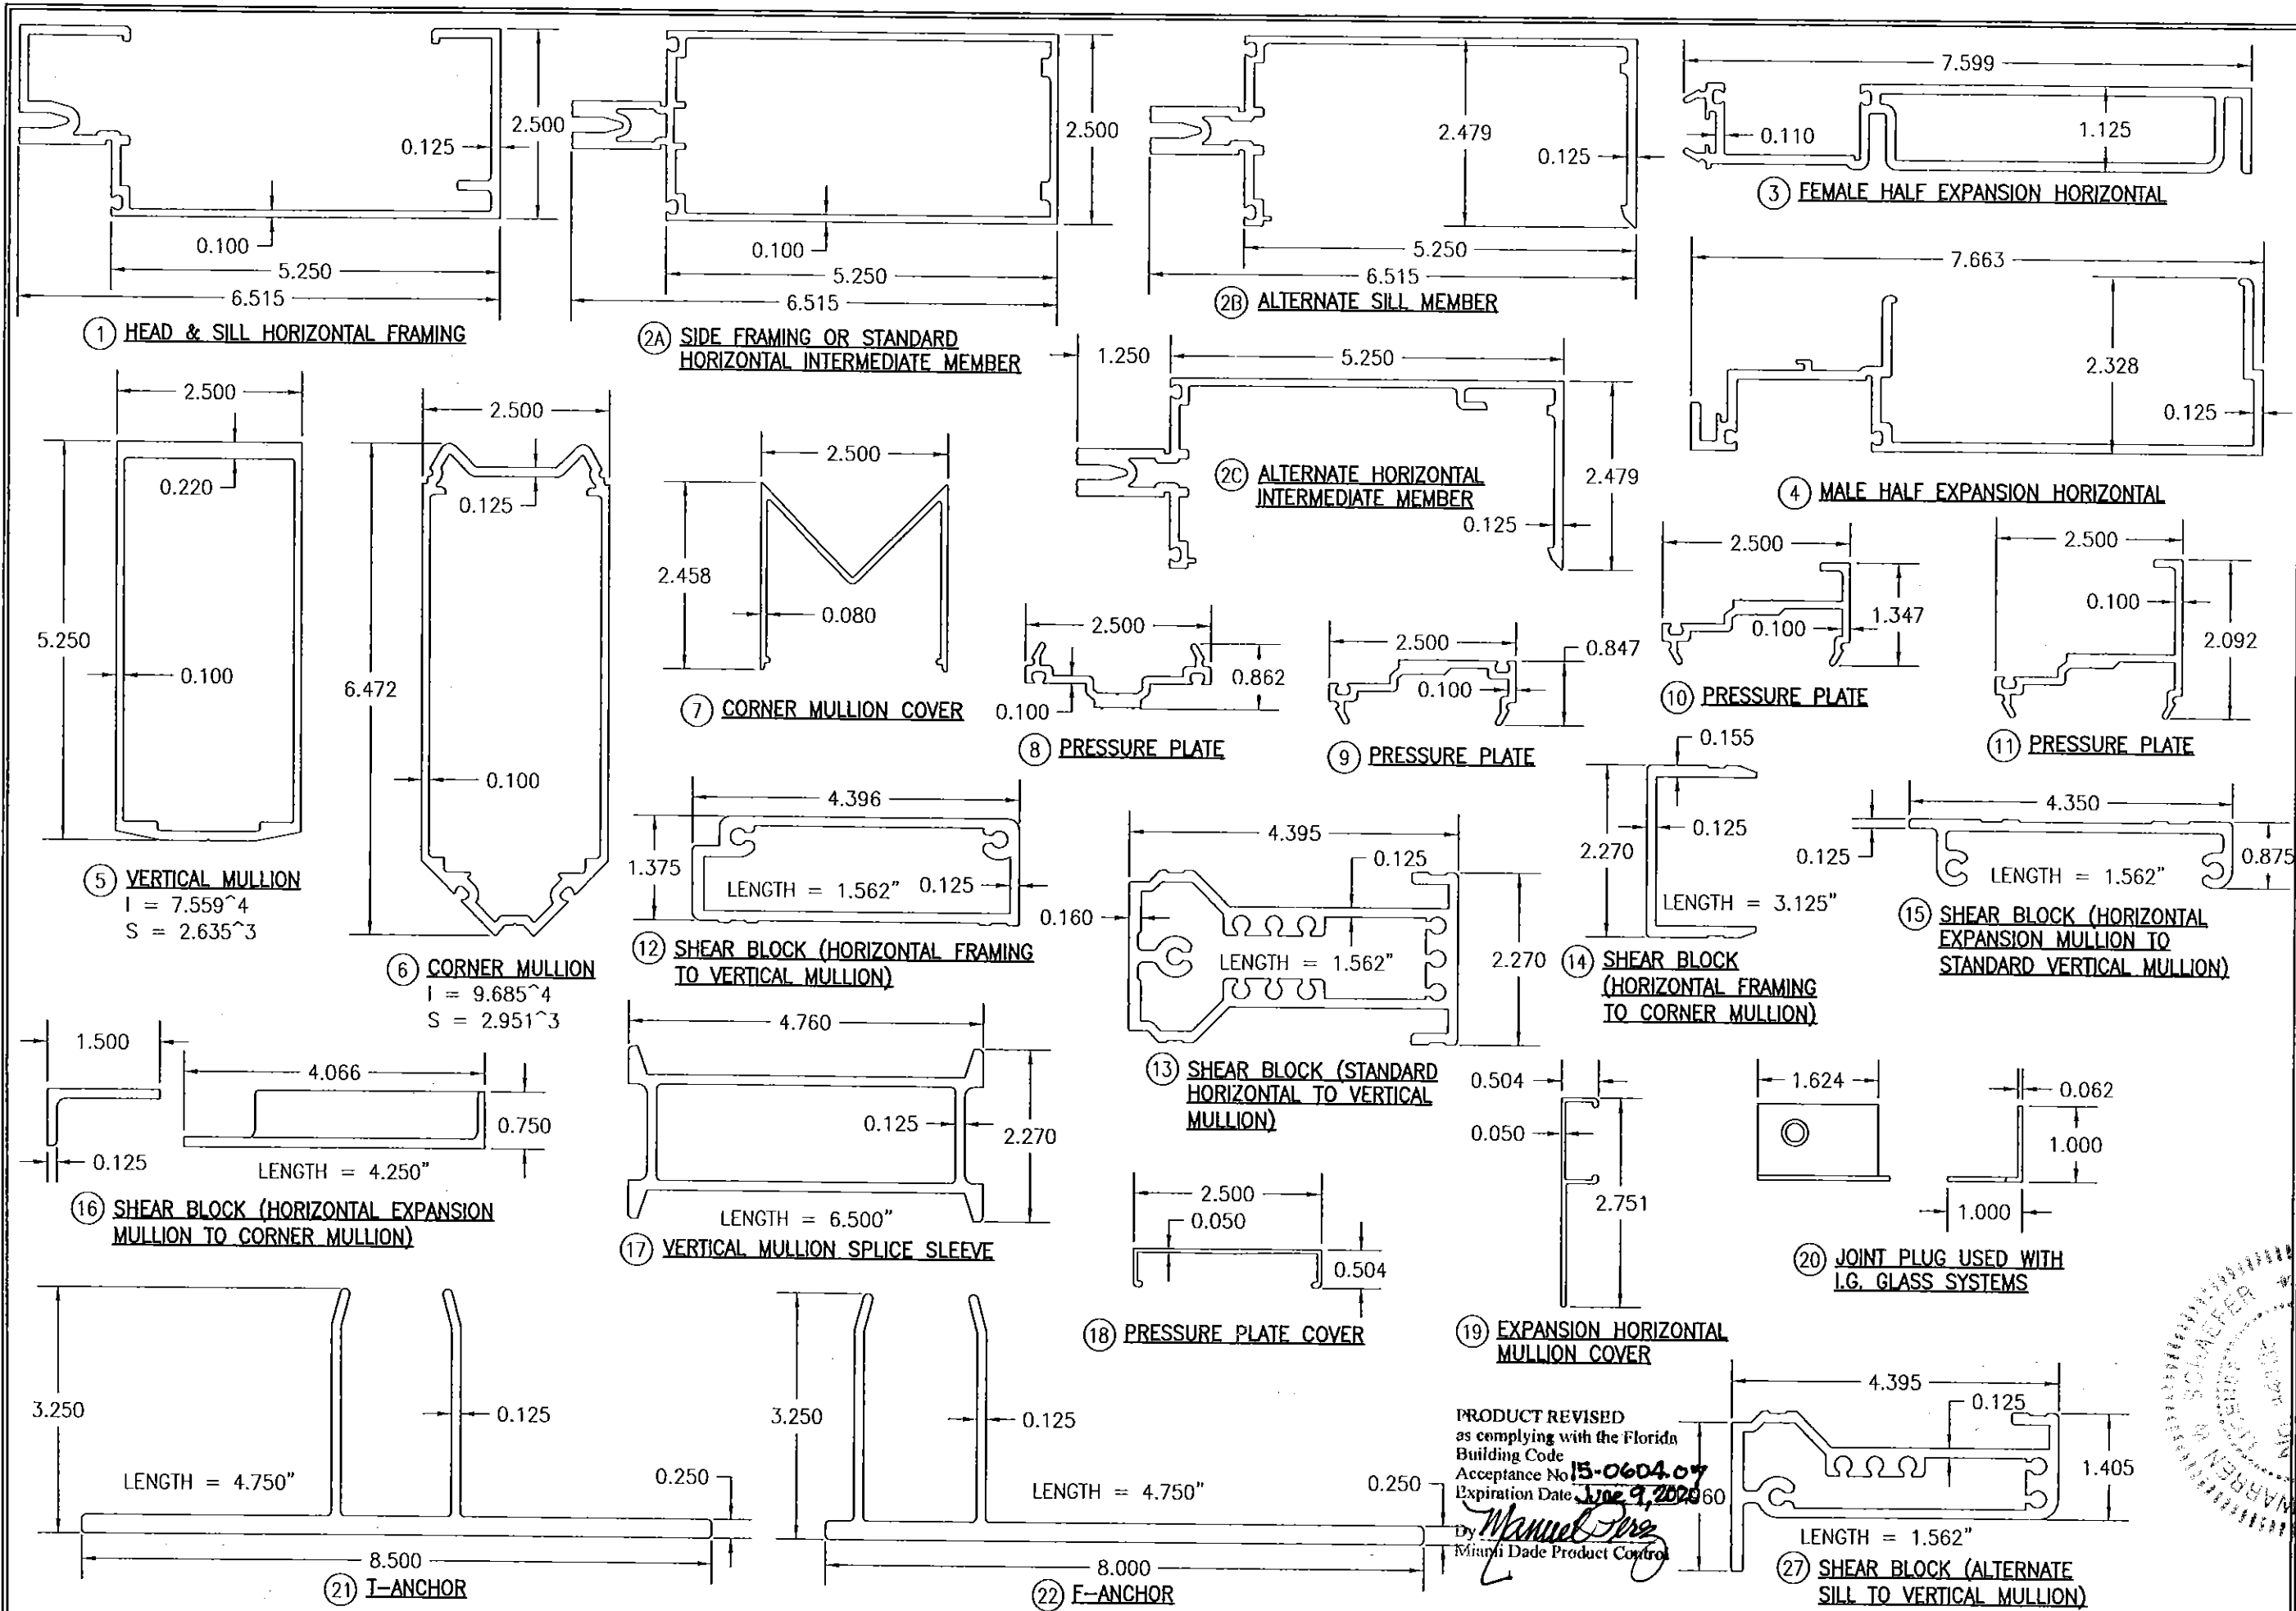 2.500
0.125
0.100
5.250
6.515
1 HEAD & SILL HORIZONTAL FRAMING
2.500
0.100
5.250
6.515
2A SIDE FRAMING OR STANDARD
HORIZONTAL INTERMEDIATE MEMBER
2.479
0.125
5.250
6.515
2B ALTERNATE SILL MEMBER
7.599
0.110
1.125
3 FEMALE HALF EXPANSION HORIZONTAL
1.250
5.250
2.479
0.125
2C ALTERNATE HORIZONTAL
INTERMEDIATE MEMBER
7.663
2.328
0.125
4 MALE HALF EXPANSION HORIZONTAL
2.500
0.220
5.250
0.100
5 VERTICAL MULLION
I = 7.559^4
S = 2.635^3
2.500
0.125
6.472
0.100
6 CORNER MULLION
I = 9.685^4
S = 2.951^3
2.500
2.458
0.080
7 CORNER MULLION COVER
2.500
0.862
0.100
8 PRESSURE PLATE
2.500
0.847
0.100
9 PRESSURE PLATE
2.500
1.347
0.100
10 PRESSURE PLATE
2.500
0.100
2.092
11 PRESSURE PLATE
4.396
1.375
LENGTH = 1.562"
0.125
12 SHEAR BLOCK (HORIZONTAL FRAMING
TO VERTICAL MULLION)
4.395
0.125
0.160
LENGTH = 1.562"
2.270
13 SHEAR BLOCK (STANDARD
HORIZONTAL TO VERTICAL
MULLION)
0.155
0.125
2.270
LENGTH = 3.125"
14 SHEAR BLOCK
(HORIZONTAL FRAMING
TO CORNER MULLION)
4.350
0.125
0.875
LENGTH = 1.562"
15 SHEAR BLOCK (HORIZONTAL
EXPANSION MULLION TO
STANDARD VERTICAL MULLION)
1.500
4.066
0.750
0.125
LENGTH = 4.250"
16 SHEAR BLOCK (HORIZONTAL EXPANSION
MULLION TO CORNER MULLION)
4.760
0.125
2.270
LENGTH = 6.500"
17 VERTICAL MULLION SPLICE SLEEVE
2.500
0.050
0.504
18 PRESSURE PLATE COVER
0.504
0.050
2.751
19 EXPANSION HORIZONTAL
MULLION COVER
1.624
0.062
1.000
1.000
20 JOINT PLUG USED WITH
I.G. GLASS SYSTEMS
3.250
0.125
LENGTH = 4.750"
0.250
8.500
21 T-ANCHOR
3.250
0.125
LENGTH = 4.750"
0.250
8.000
22 F-ANCHOR
PRODUCT REVISED
as complying with the Florida
Building Code
Acceptance No 15-0604.07
Expiration Date June 9, 2020
By Manuel Perez
Miami Dade Product Control
4.395
0.125
1.405
LENGTH = 1.562"
27 SHEAR BLOCK (ALTERNATE
SILL TO VERTICAL MULLION)
WARREN W. SCHAEFER